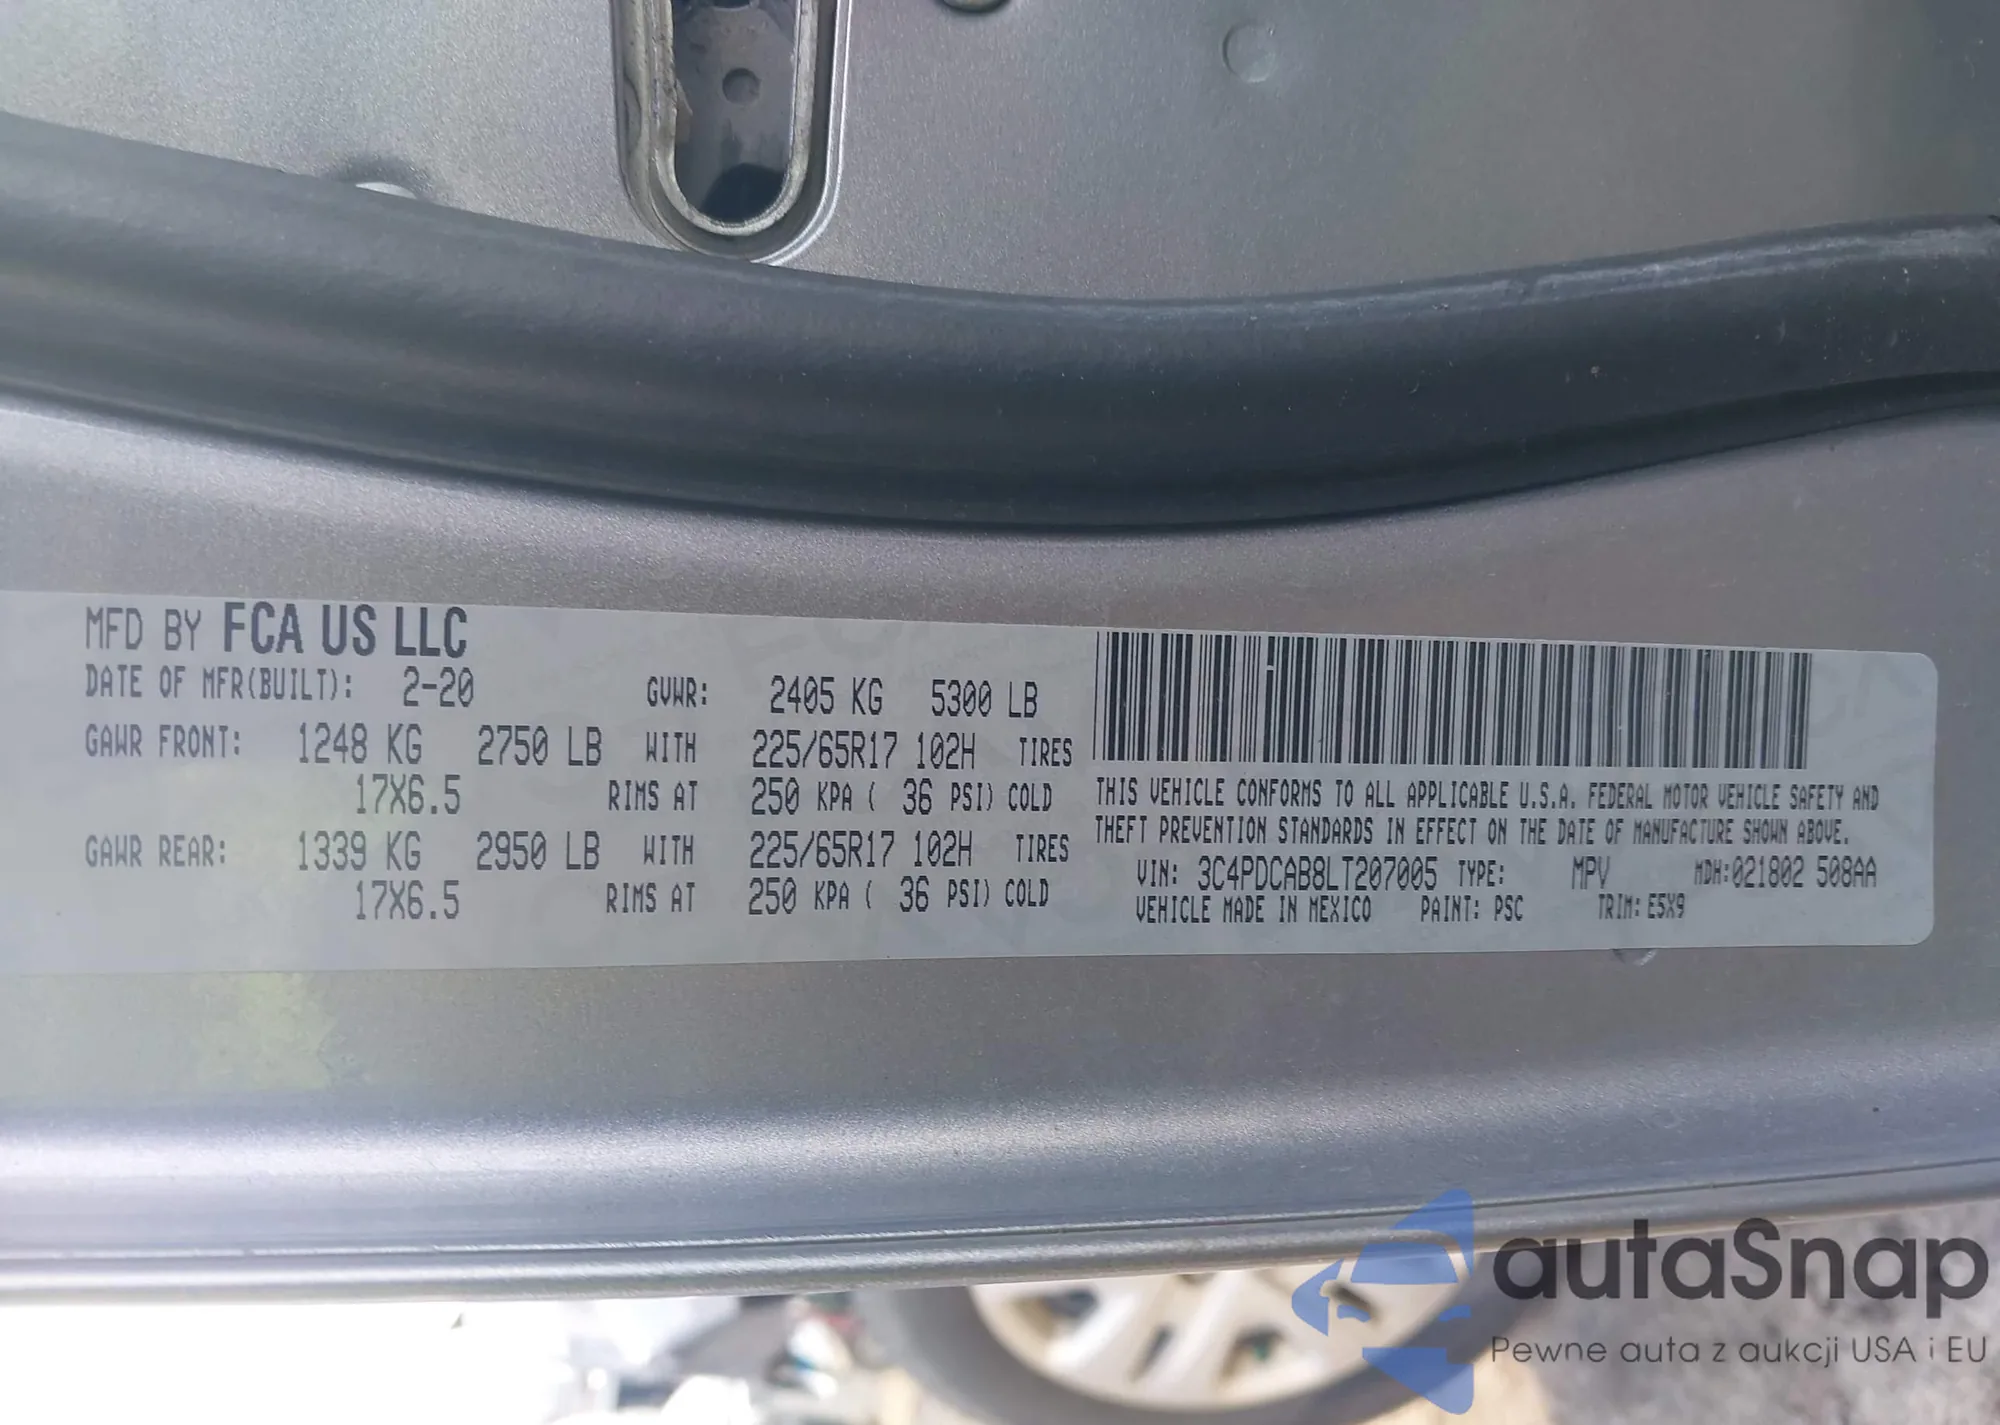 MFD BY FCA US LLC
DATE OF MFR(BUILT): 2-20 GVWR: 2405 KG 5300 LB
GAWR FRONT: 1248 KG 2750 LB WITH 225/65R17 102H TIRES
17X6.5 RIMS AT 250 KPA ( 36 PSI) COLD
GAWR REAR: 1339 KG 2950 LB WITH 225/65R17 102H TIRES
17X6.5 RIMS AT 250 KPA ( 36 PSI) COLD
THIS VEHICLE CONFORMS TO ALL APPLICABLE U.S.A. FEDERAL MOTOR VEHICLE SAFETY AND
THEFT PREVENTION STANDARDS IN EFFECT ON THE DATE OF MANUFACTURE SHOWN ABOVE.
VIN: 3C4PDCAB8LT207005 TYPE: MPV MDH:021802 508AA
VEHICLE MADE IN MEXICO PAINT: PSC TRIM: E5X9
autaSnap
Pewne auta z aukcji USA i EU